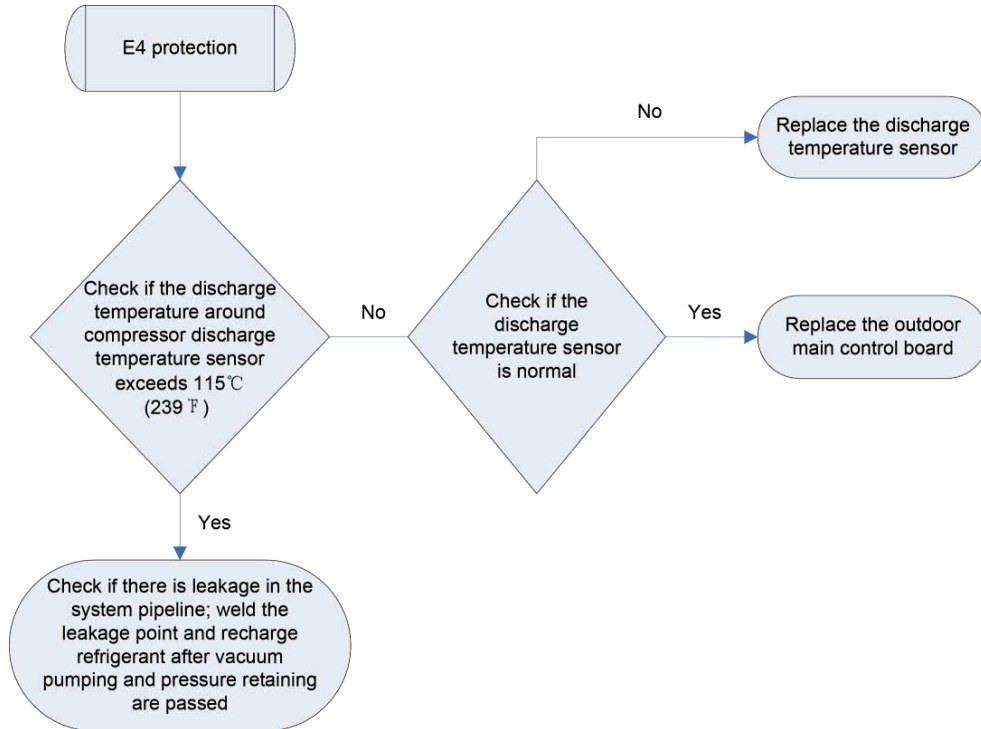 E4 protection
No
Replace the discharge
temperature sensor
Check if the discharge
temperature around
compressor discharge
temperature sensor
exceeds 115℃
(239℉)
No
Check if the
discharge
temperature sensor
is normal
Yes
Replace the outdoor
main control board
Yes
Check if there is leakage in the
system pipeline; weld the
leakage point and recharge
refrigerant after vacuum
pumping and pressure retaining
are passed